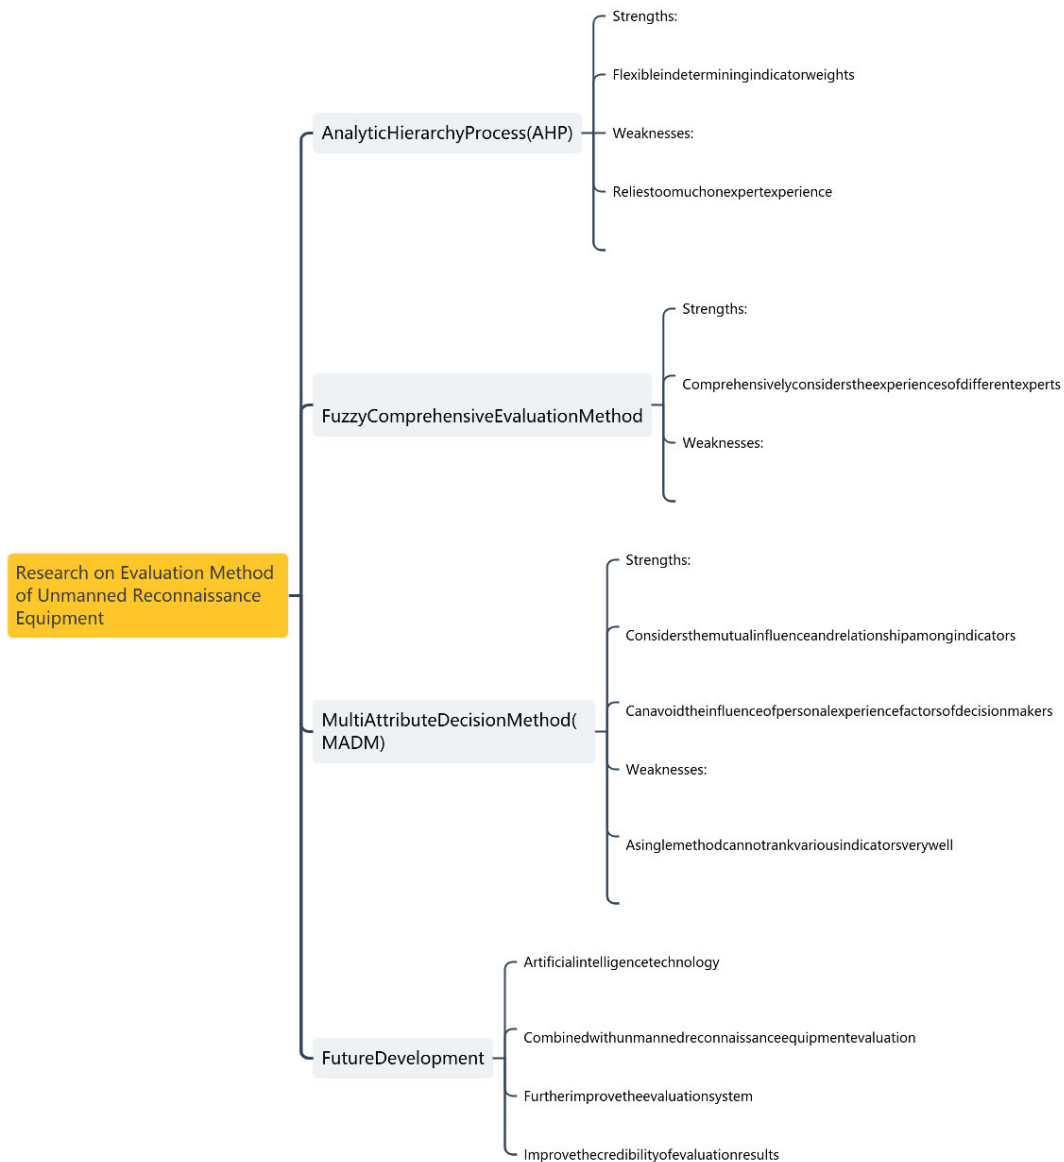 Research on Evaluation Method
of Unmanned Reconnaissance
Equipment
AnalyticHierarchyProcess(AHP)
Strengths:
Flexibleindeterminingindicatorweights
Weaknesses:
Reliestoomuchonexpertexperience
FuzzyComprehensiveEvaluationMethod
Strengths:
Comprehensivelyconsiderstheexperiencesofdifferentexperts
Weaknesses:
MultiAttributeDecisionMethod(
MADM)
Strengths:
Considersthemutualinfluenceandrelationshipamongindicators
Canavoidtheinfluenceofpersonalexperiencefactorsofdecisionmakers
Weaknesses:
Asinglemethodcannotrankvariousindicatorsverywell
FutureDevelopment
Artificialintelligencetechnology
Combinedwithunmannedreconnaissanceequipmentevaluation
Furtherimprovetheevaluationsystem
Improvethecredibilityofevaluationresults